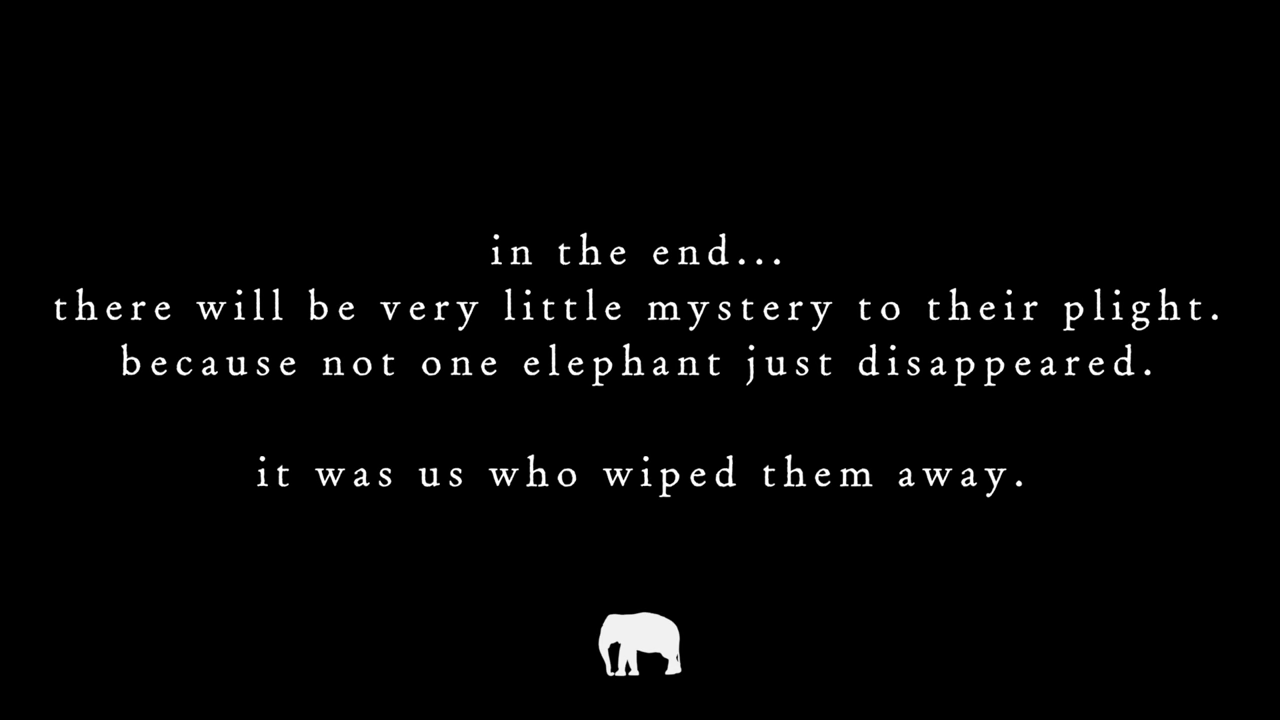 in the end...
there will be very little mystery to their plight.
because not one elephant just disappeared.
it was us who wiped them away.